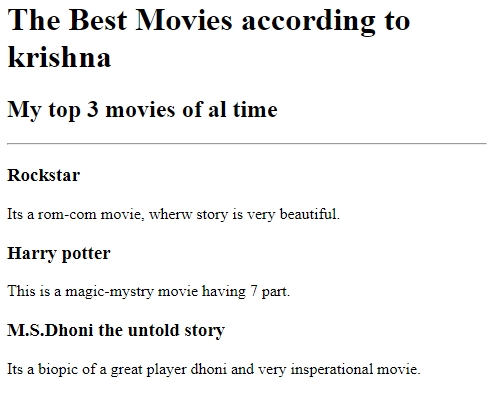 The Best Movies according to
krishna
My top 3 movies of al time
Rockstar
Its a rom-com movie, wherw story is very beautiful.
Harry potter
This is a magic-mystry movie having 7 part.
M.S.Dhoni the untold story
Its a biopic of a great player dhoni and very insperational movie.